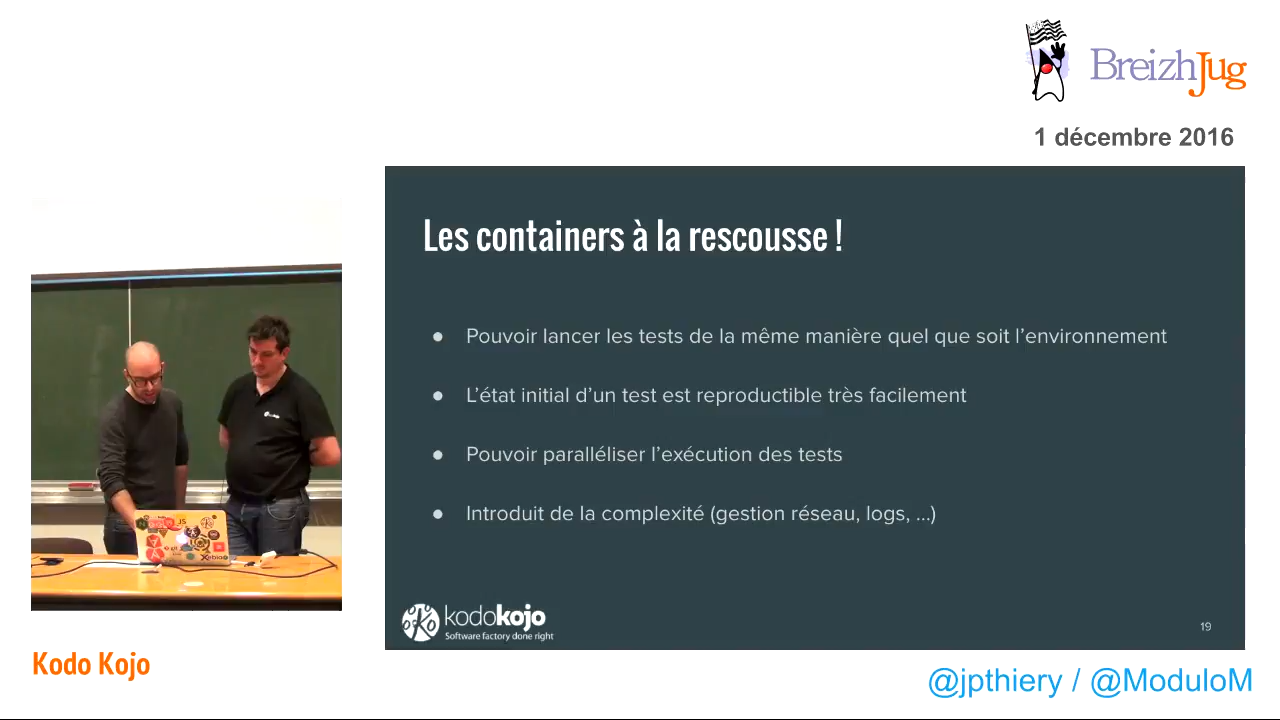 BreizhJug
1 décembre 2016
Les containers à la rescousse !
● Pouvoir lancer les tests de la même manière quel que soit l’environnement
● L’état initial d’un test est reproductible très facilement
● Pouvoir paralléliser l’exécution des tests
● Introduit de la complexité (gestion réseau, logs, ...)
kodokojo
Software factory done right
19
Kodo Kojo
@jpthiery / @ModuloM